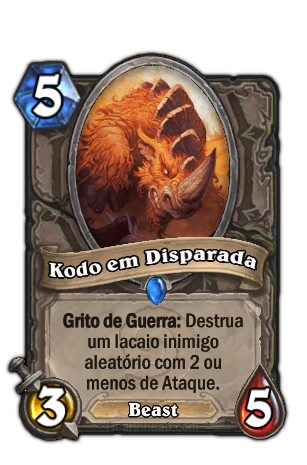 5
Kodo em Disparada
Grito de Guerra: Destrua
um lacaio inimigo
aleatório com 2 ou
menos de Ataque.
3
Beast
5